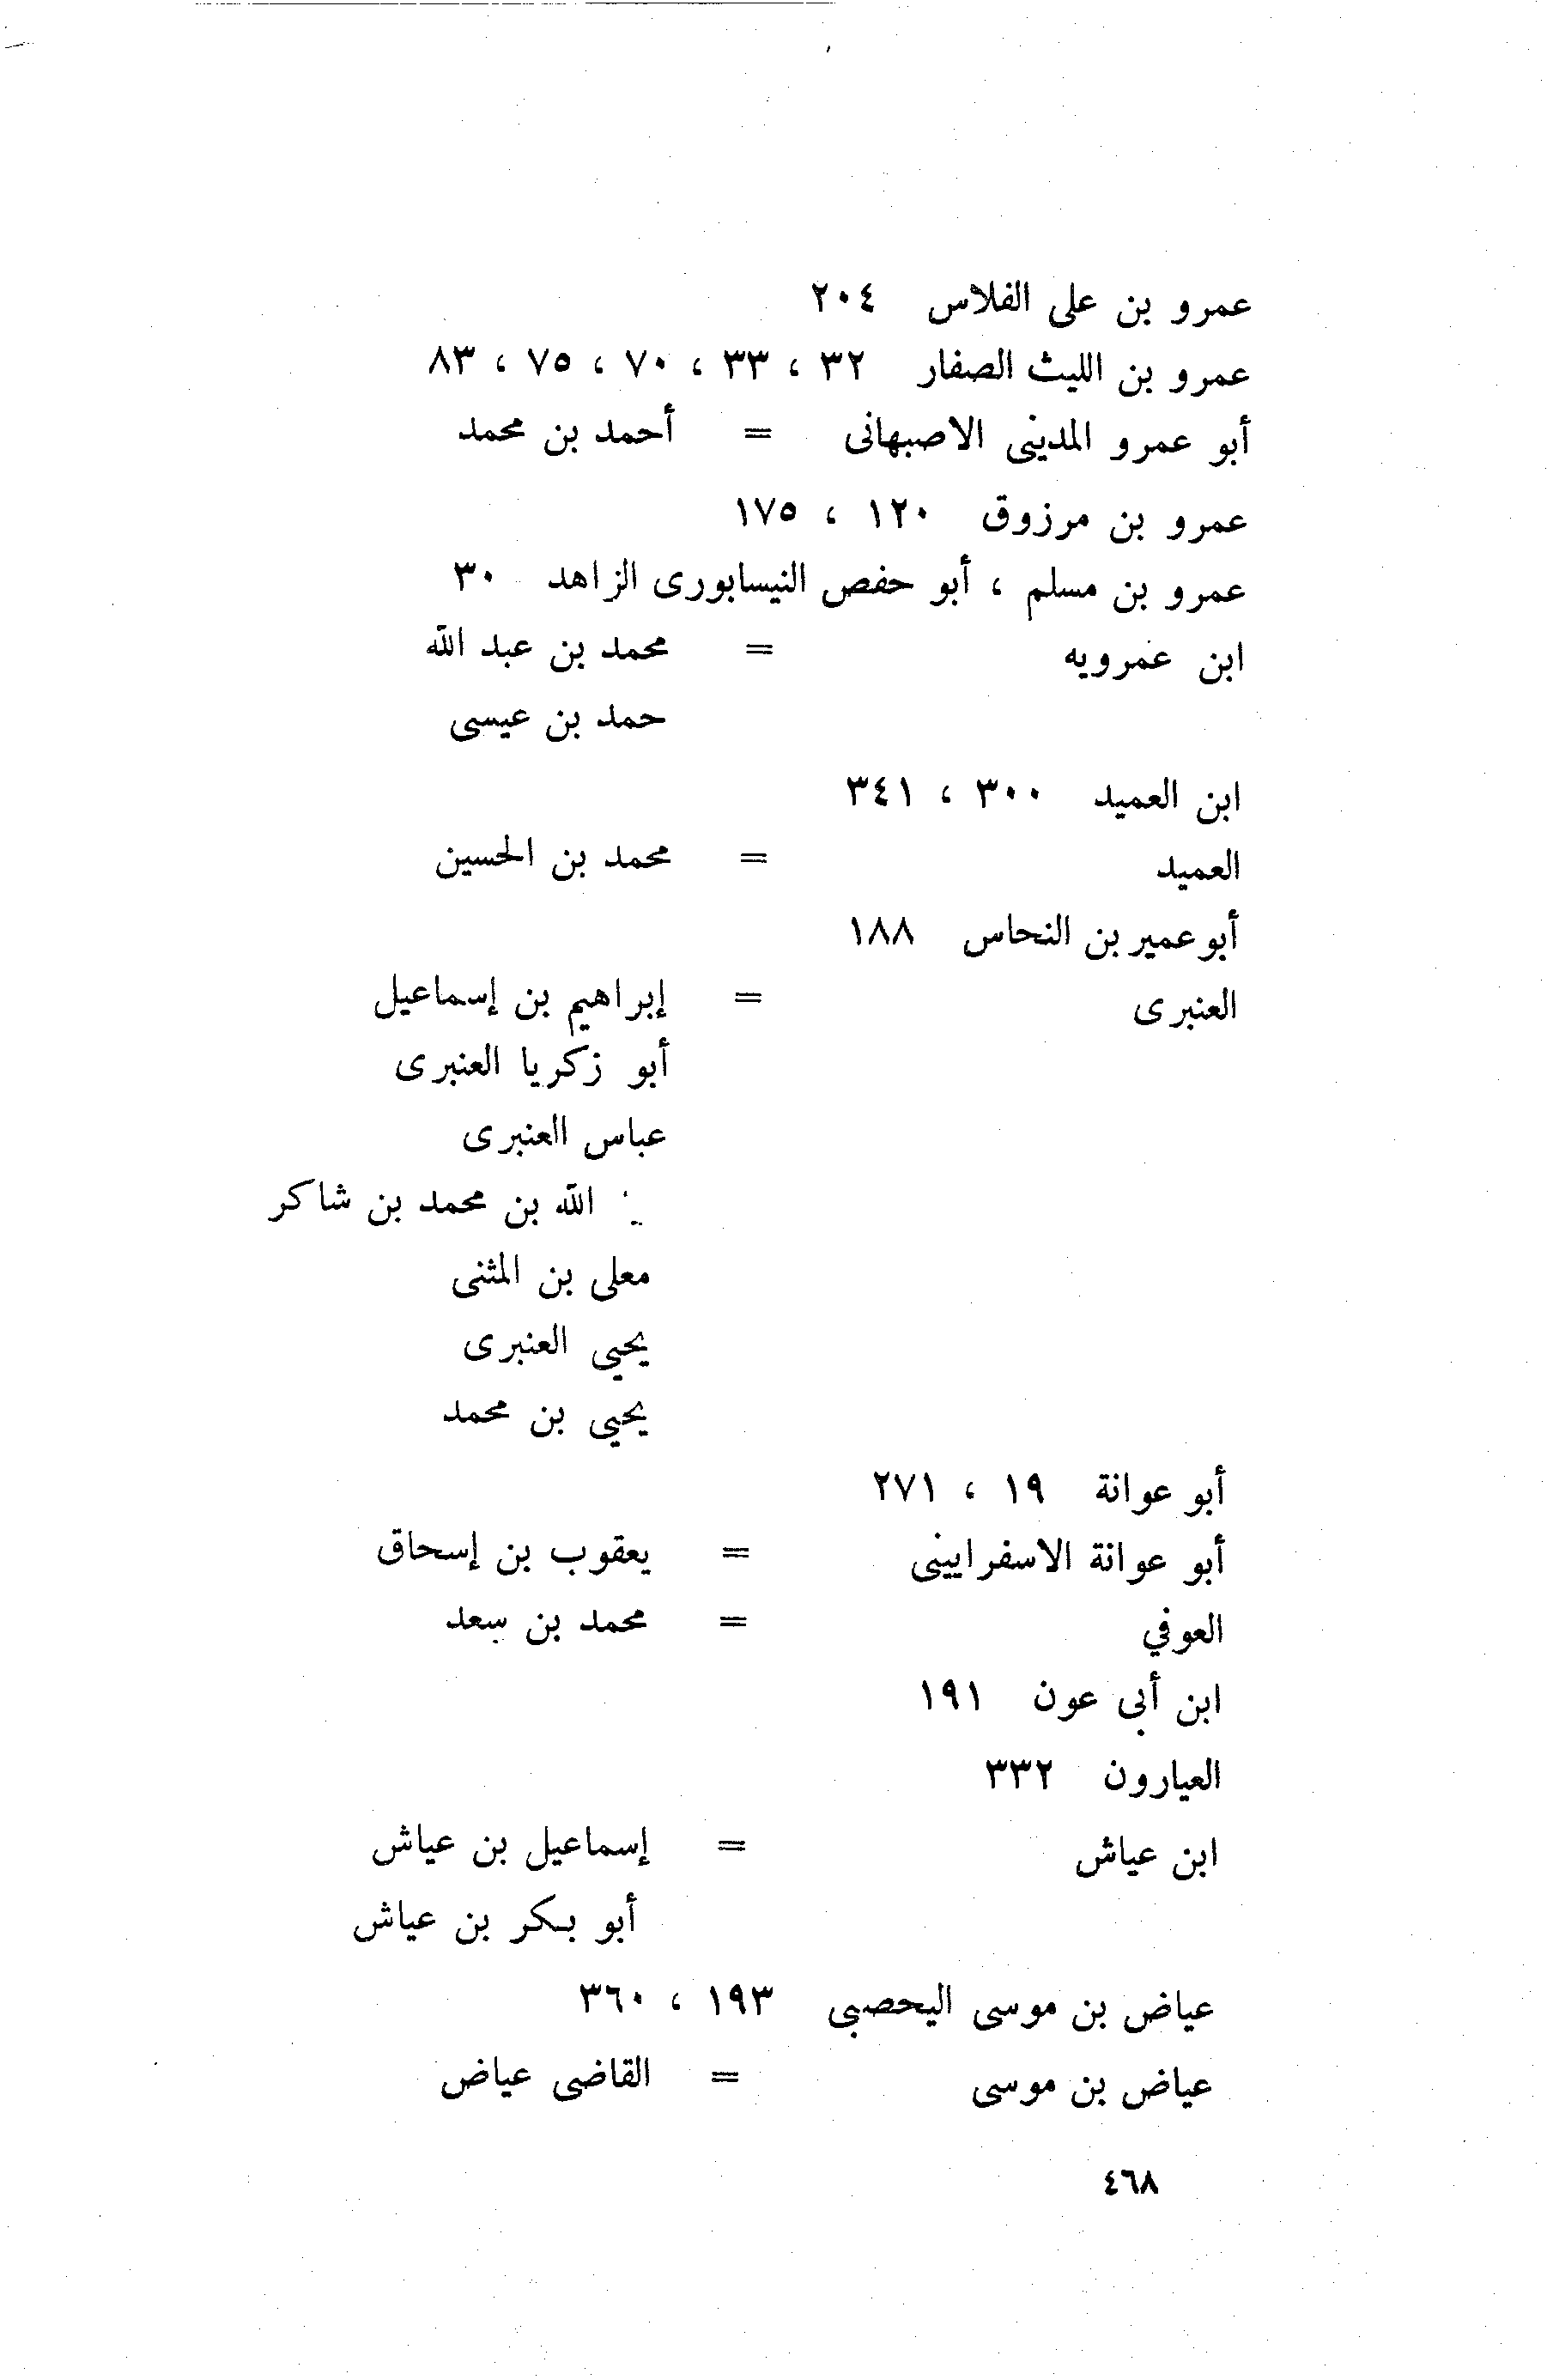 عمرو بن على الفلاس ٢٠٤
عمرو بن الليث الصفار ٣٢ ، ٣٣ ، ٧٠ ، ٧٥ ، ٨٣
أبو عمرو المدينى الاصبهانى = أحمد بن محمد
عمرو بن مرزوق ١٢٠ ، ١٧٥
عمرو بن مسلم ، أبو حفص النيسابورى الزاهد ٣٠
ابن عمرويه = محمد بن عبد الله
حمد بن عيسى
ابن العميد ٣٠٠ ، ٣٤١
العميد = محمد بن الحسين
أبو عمير بن النحاس ١٨٨
العنبرى = إبراهيم بن إسماعيل
أبو زكريا العنبرى
عباس العنبرى
الله بن محمد بن شاكر
معلى بن المثنى
يحيى العنبرى
يحيى بن محمد
أبو عوانة ١٩ ، ٢٧١
أبو عوانة الاسفرايينى = يعقوب بن إسحاق
العوفي = محمد بن سعد
ابن أبى عون ١٩١
العيارون ٣٣٢
ابن عياش = إسماعيل بن عياش
أبو بكر بن عياش
عياض بن موسى اليحصبى ١٩٣ ، ٣٦٠
عياض بن موسى = القاضى عياض
٤٦٨